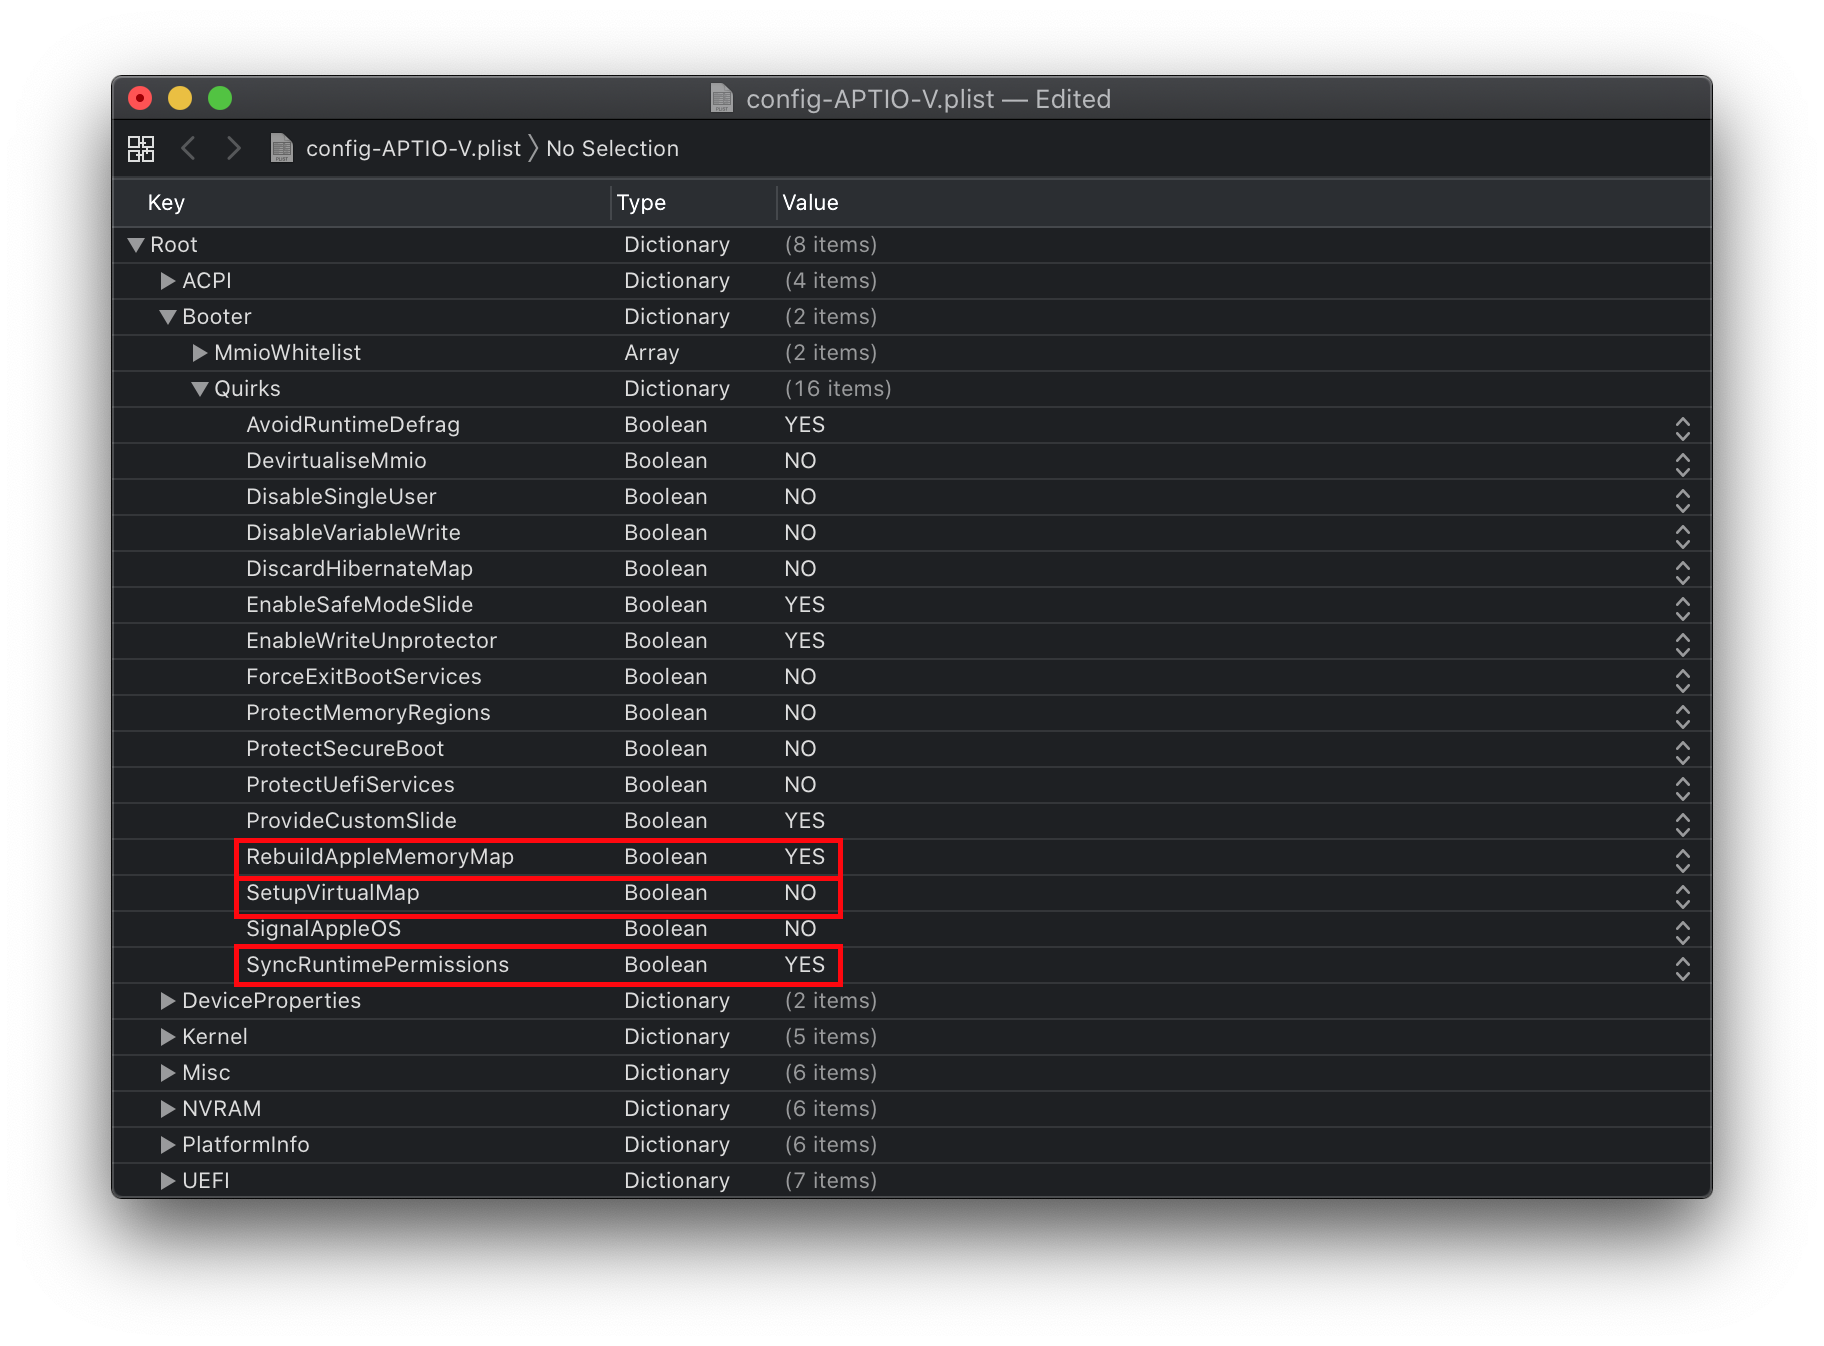 config-APTIO-V.plist — Edited
config-APTIO-V.plist No Selection
Key Type Value
Root Dictionary (8 items)
ACPI Dictionary (4 items)
Booter Dictionary (2 items)
MmioWhitelist Array (2 items)
Quirks Dictionary (16 items)
AvoidRuntimeDefrag Boolean YES
DevirtualiseMmio Boolean NO
DisableSingleUser Boolean NO
DisableVariableWrite Boolean NO
DiscardHibernateMap Boolean NO
EnableSafeModeSlide Boolean YES
EnableWriteUnprotector Boolean YES
ForceExitBootServices Boolean NO
ProtectMemoryRegions Boolean NO
ProtectSecureBoot Boolean NO
ProtectUefiServices Boolean NO
ProvideCustomSlide Boolean YES
RebuildAppleMemoryMap Boolean YES
SetupVirtualMap Boolean NO
SignalAppleOS Boolean NO
SyncRuntimePermissions Boolean YES
DeviceProperties Dictionary (2 items)
Kernel Dictionary (5 items)
Misc Dictionary (6 items)
NVRAM Dictionary (6 items)
PlatformInfo Dictionary (6 items)
UEFI Dictionary (7 items)